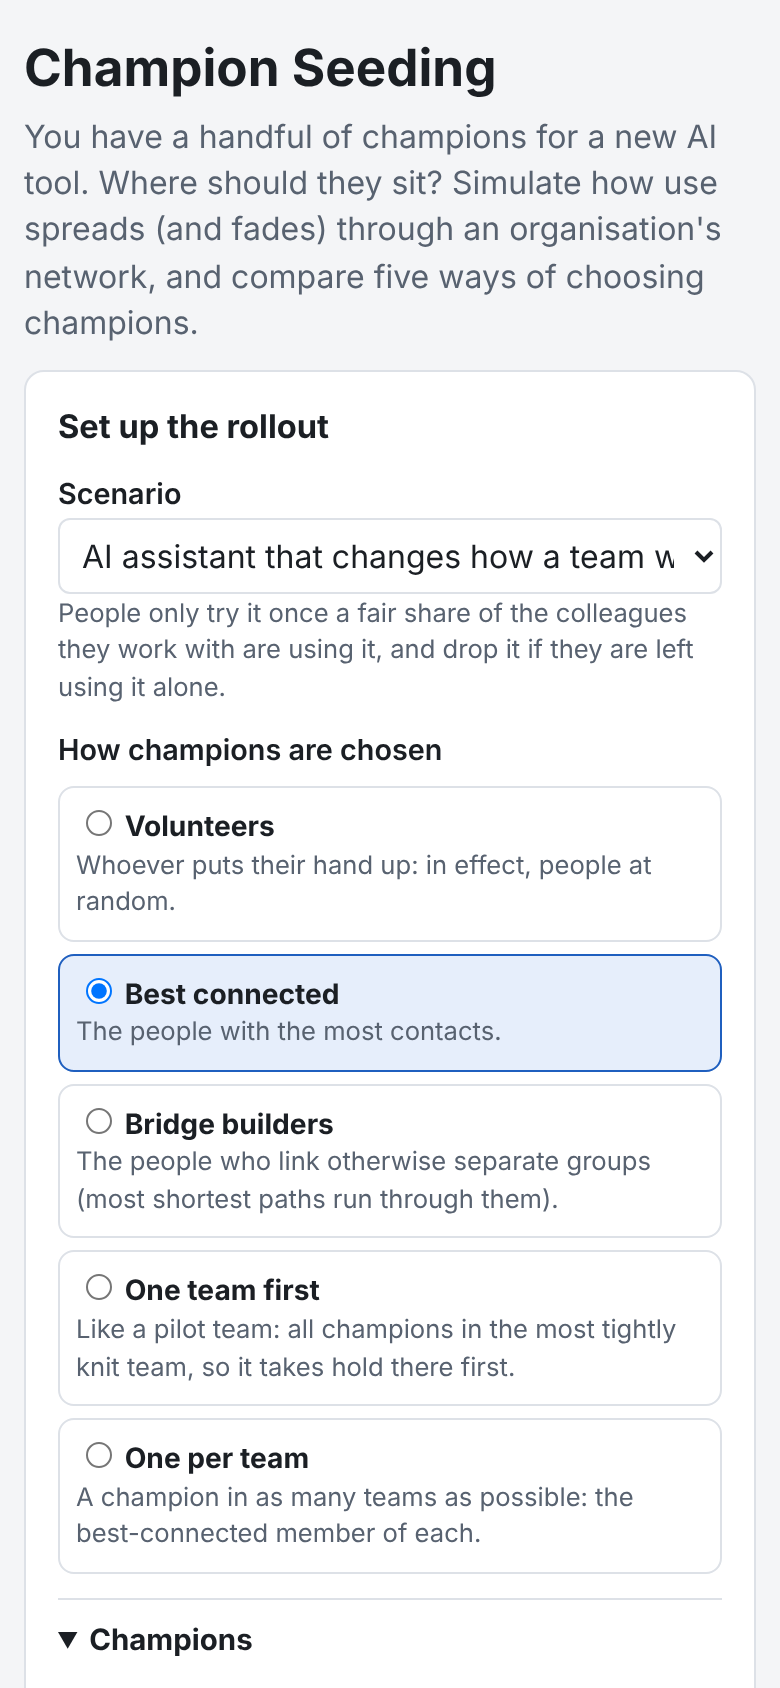 Champion Seeding
You have a handful of champions for a new AI
tool. Where should they sit? Simulate how use
spreads (and fades) through an organisation's
network, and compare five ways of choosing
champions.
Set up the rollout
Scenario
AI assistant that changes how a team w
People only try it once a fair share of the colleagues
they work with are using it, and drop it if they are left
using it alone.
How champions are chosen
Volunteers
Whoever puts their hand up: in effect, people at
random.
Best connected
The people with the most contacts.
Bridge builders
The people who link otherwise separate groups
(most shortest paths run through them).
One team first
Like a pilot team: all champions in the most tightly
knit team, so it takes hold there first.
One per team
A champion in as many teams as possible: the
best-connected member of each.
Champions